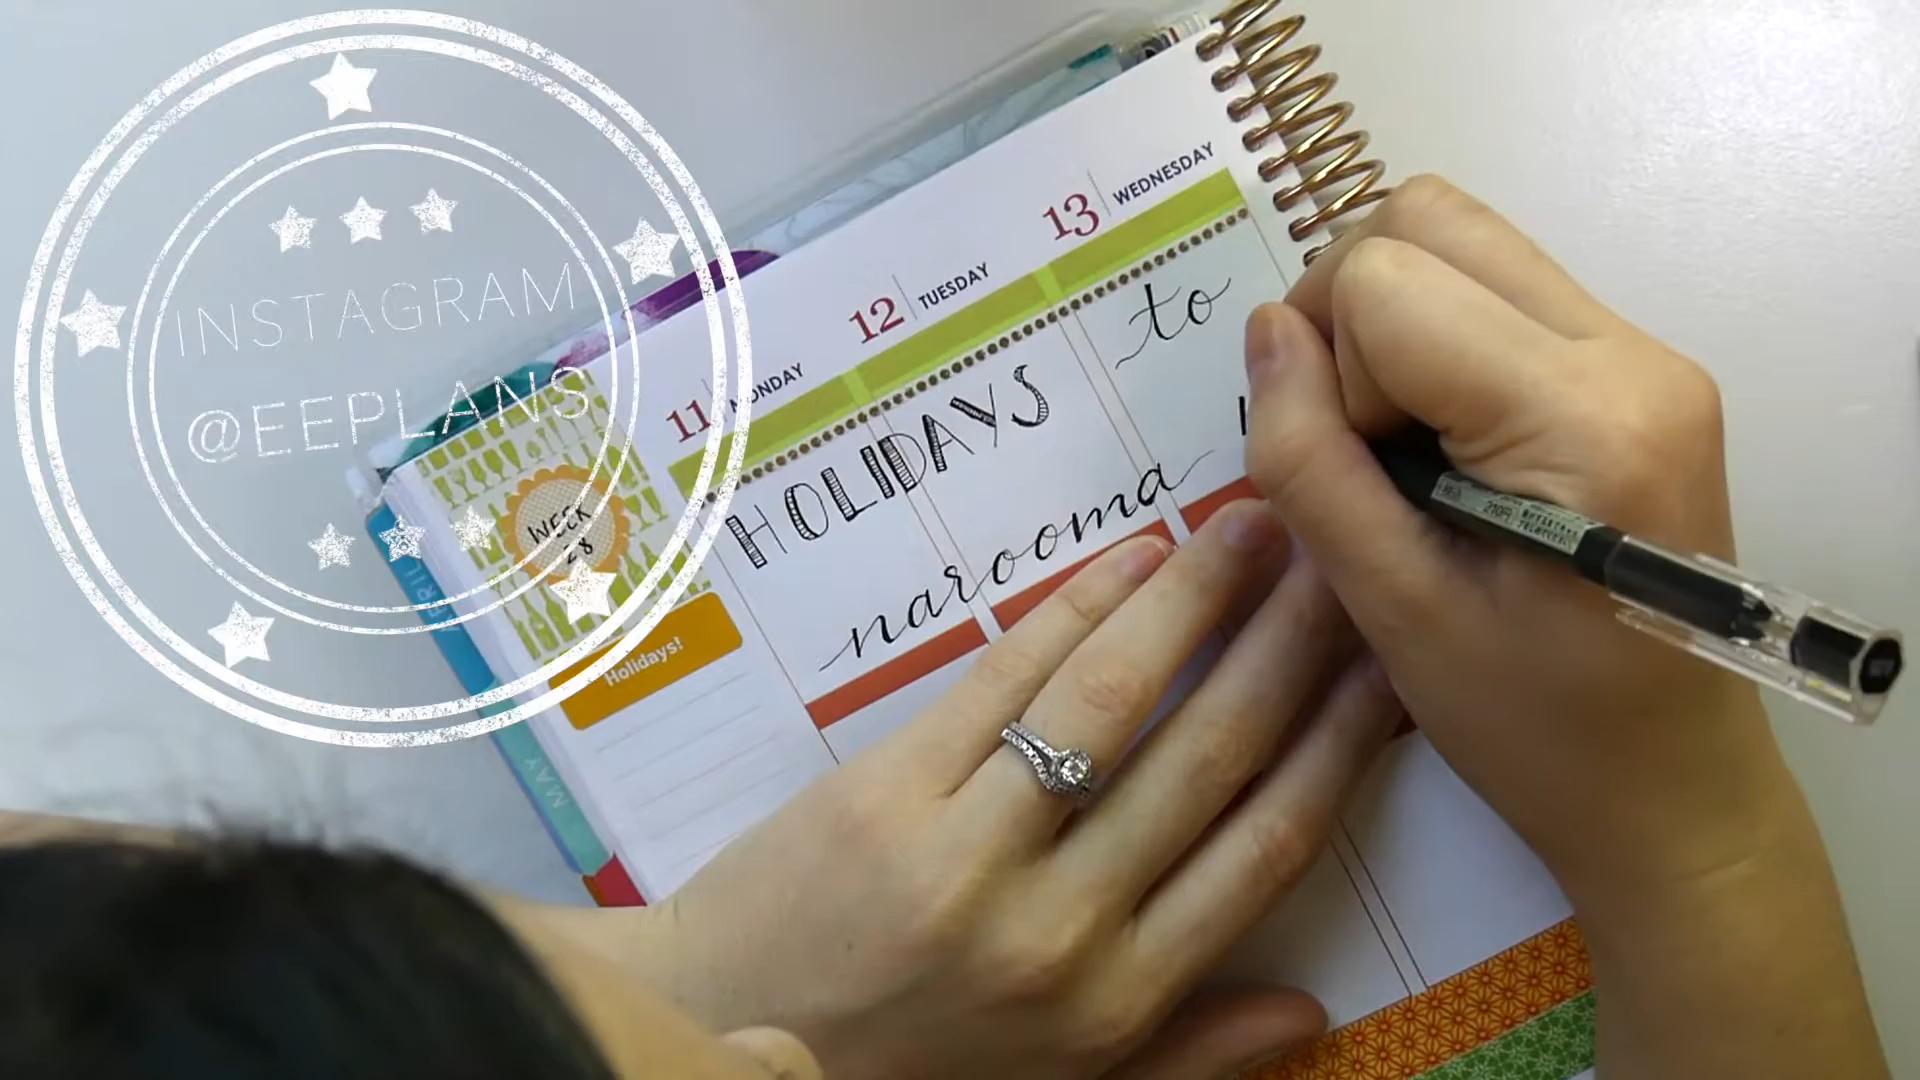 INSTAGRAM
@EEPLANS
11 MONDAY
12 TUESDAY
13 WEDNESDAY
HOLIDAYS
to
narooma
WEEK
28
Holidays!
APRIL
MAY